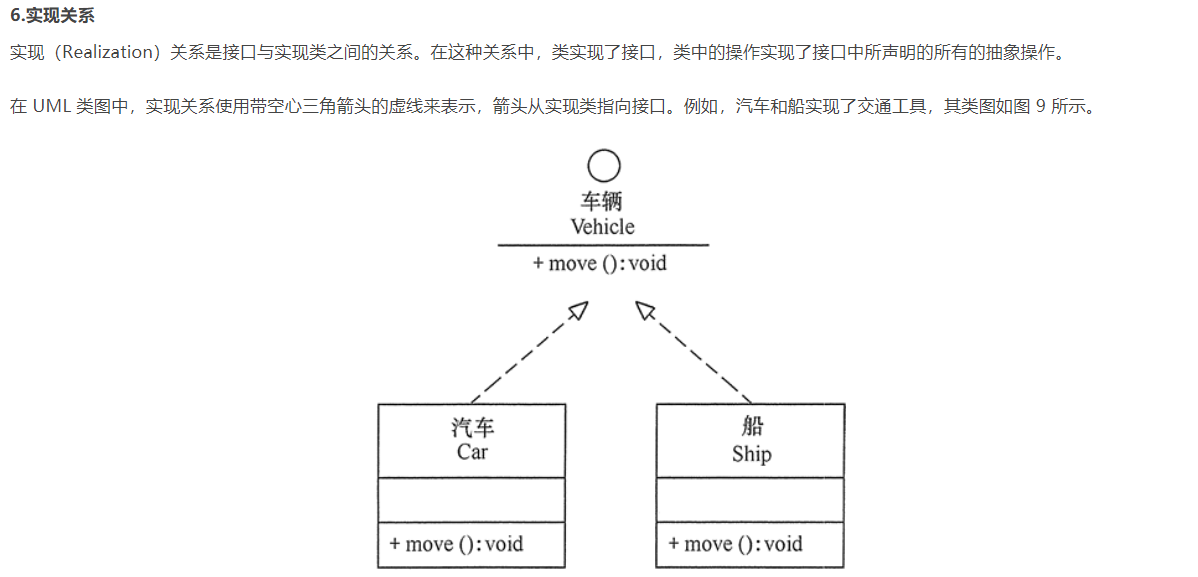 6.实现关系
实现（Realization）关系是接口与实现类之间的关系。在这种关系中，类实现了接口，类中的操作实现了接口中所声明的所有的抽象操作。
在 UML 类图中，实现关系使用带空心三角箭头的虚线来表示，箭头从实现类指向接口。例如，汽车和船实现了交通工具，其类图如图 9 所示。
车辆
Vehicle
+ move ():void
汽车
Car
+ move ():void
船
Ship
+ move ():void